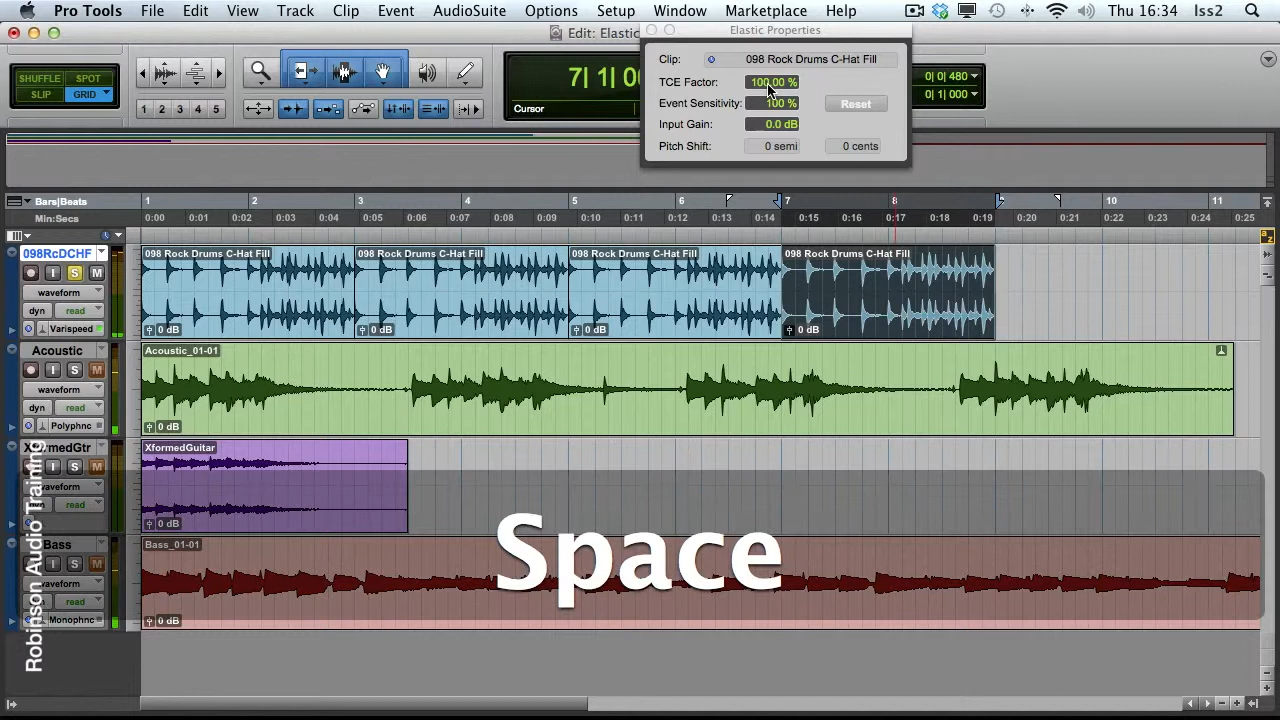 Pro Tools File Edit View Track Clip Event AudioSuite Options Setup Window Marketplace Help Thu 16:34 Iss2
Edit: Elastic
Elastic Properties
Clip: 098 Rock Drums C-Hat Fill
TCE Factor: 100.00 %
Event Sensitivity: 100 % Reset
Input Gain: 0.0 dB
Pitch Shift: 0 semi 0 cents
SHUFFLE SPOT
SLIP GRID
1 2 3 4 5
7| 1| 00
Cursor
0| 0| 480
0| 1| 000
Bars|Beats 1 2 3 4 5 6 7 8 10 11
Min:Secs 0:00 0:01 0:02 0:03 0:05 0:06 0:07 0:08 0:09 0:10 0:11 0:12 0:13 0:14 0:15 0:16 0:17 0:18 0:19 0:20 0:21 0:22 0:23 0:24 0:25
a z
098RcDCHF
I S M
waveform
dyn read
Varispeed
098 Rock Drums C-Hat Fill 098 Rock Drums C-Hat Fill 098 Rock Drums C-Hat Fill 098 Rock Drums C-Hat Fill
0 dB 0 dB 0 dB 0 dB
Acoustic
I S M
waveform
dyn read
Polyphnc
Acoustic_01-01
0 dB
XformedGtr
I S M
waveform
read
XformedGuitar
0 dB
Bass
I S M
waveform
read
Monophnc
Bass_01-01
0 dB
Space
Robinson Audio Training